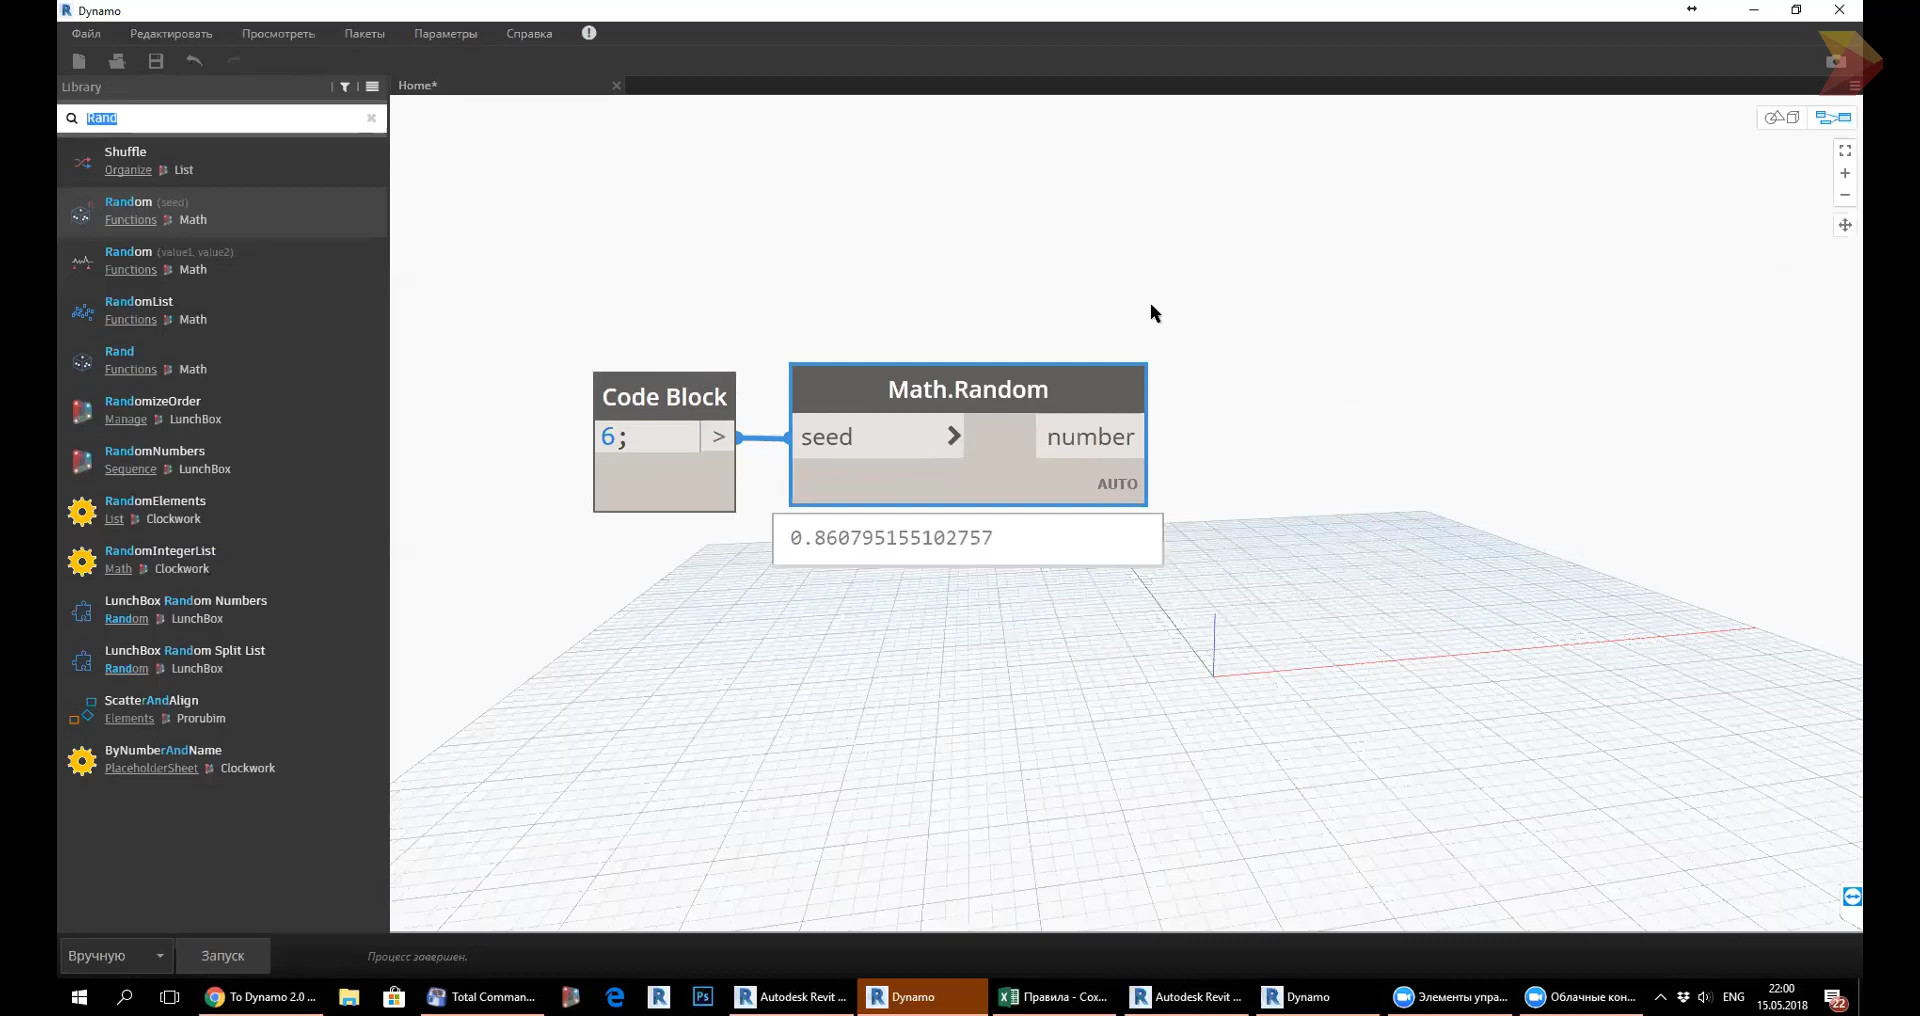 Dynamo
Файл Редактировать Просмотреть Пакеты Параметры Справка
Library
Home*
Rand
Shuffle
Organize List
Random (seed)
Functions Math
Random (value1, value2)
Functions Math
RandomList
Functions Math
Rand
Functions Math
RandomizeOrder
Manage LunchBox
RandomNumbers
Sequence LunchBox
RandomElements
List Clockwork
RandomIntegerList
Math Clockwork
LunchBox Random Numbers
Random LunchBox
LunchBox Random Split List
Random LunchBox
ScatterAndAlign
Elements Prorubim
ByNumberAndName
PlaceholderSheet Clockwork
Code Block
6; >
Math.Random
seed > number
AUTO
0.860795155102757
Вручную Запуск Процесс завершен.
To Dynamo 2.0 ... Total Comman... Ps Autodesk Revit ... Dynamo Правила - Сох... Autodesk Revit ... Dynamo Элементы упра... Облачные кон... ENG
22:00
15.05.2018
22